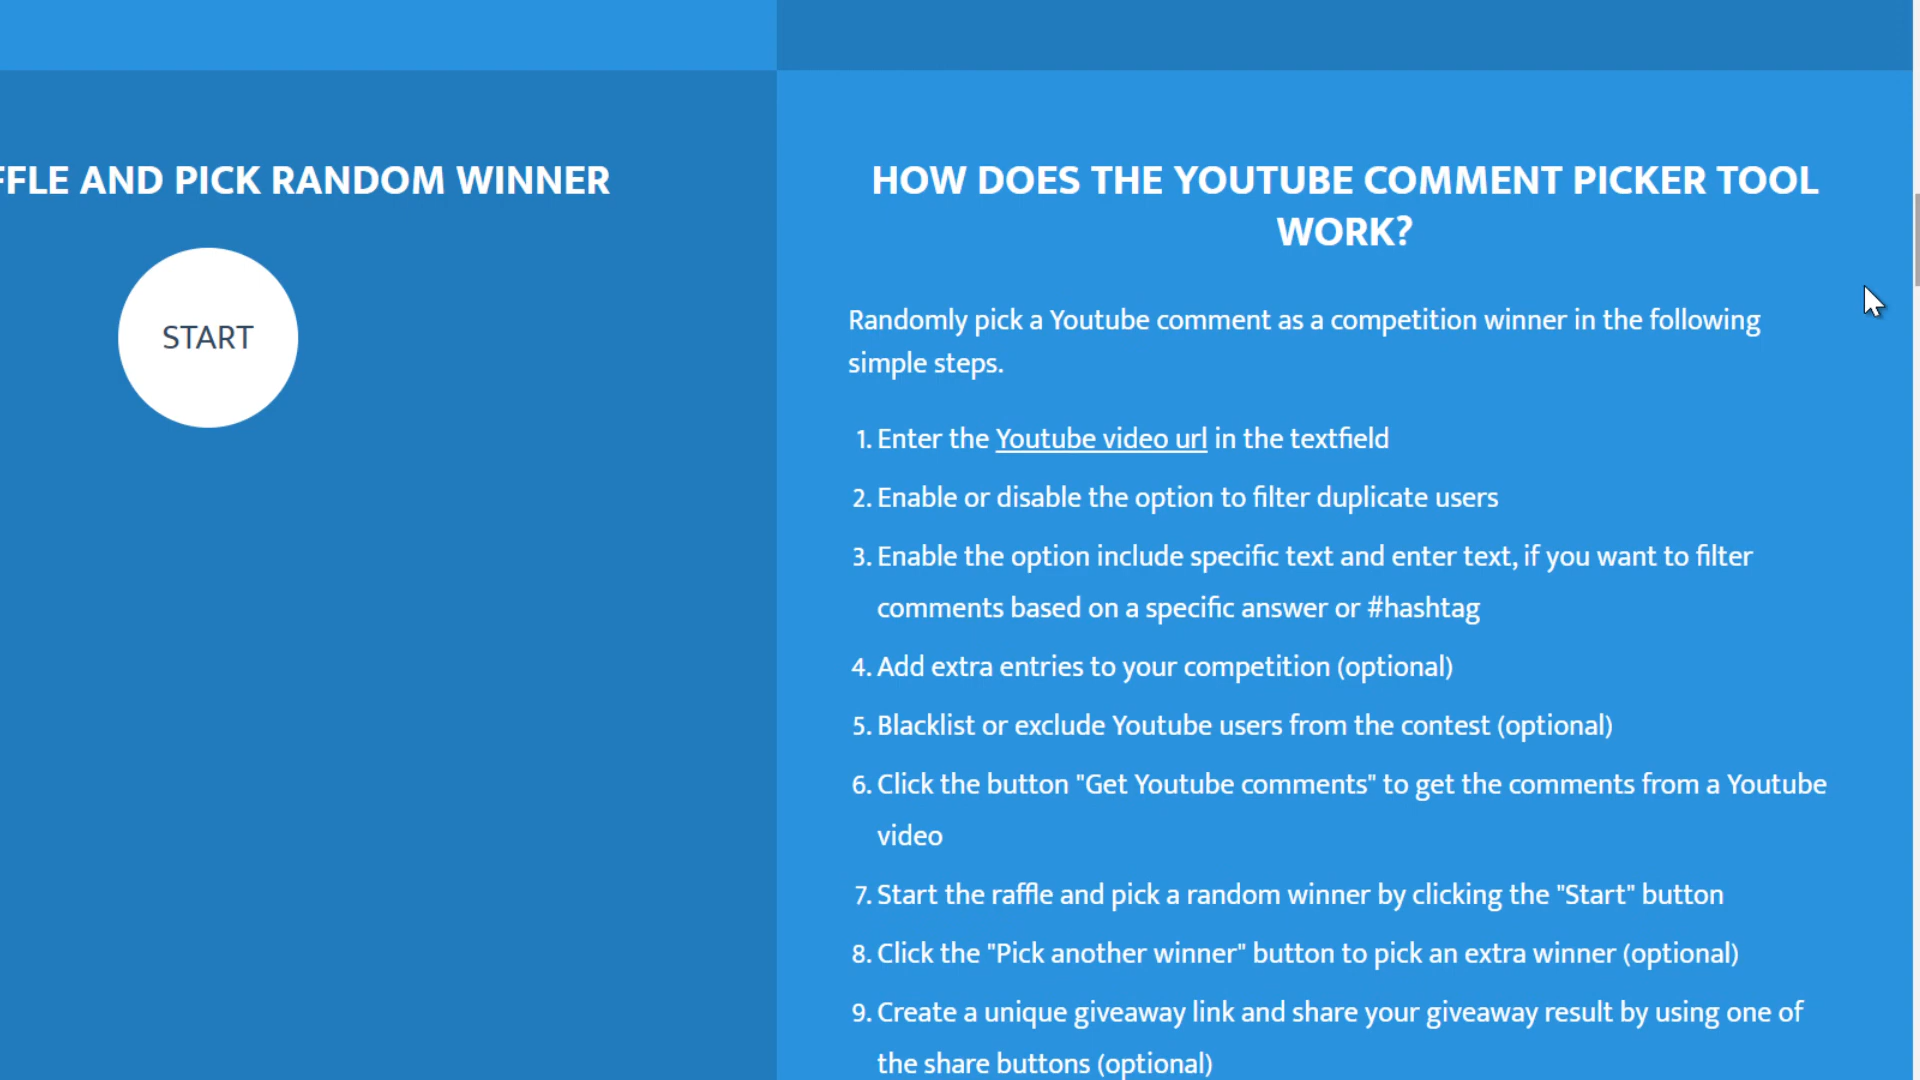 FFLE AND PICK RANDOM WINNER
START
HOW DOES THE YOUTUBE COMMENT PICKER TOOL
WORK?
Randomly pick a Youtube comment as a competition winner in the following
simple steps.
1. Enter the Youtube video url in the textfield
2. Enable or disable the option to filter duplicate users
3. Enable the option include specific text and enter text, if you want to filter
comments based on a specific answer or #hashtag
4. Add extra entries to your competition (optional)
5. Blacklist or exclude Youtube users from the contest (optional)
6. Click the button "Get Youtube comments" to get the comments from a Youtube
video
7. Start the raffle and pick a random winner by clicking the "Start" button
8. Click the "Pick another winner" button to pick an extra winner (optional)
9. Create a unique giveaway link and share your giveaway result by using one of
the share buttons (optional)